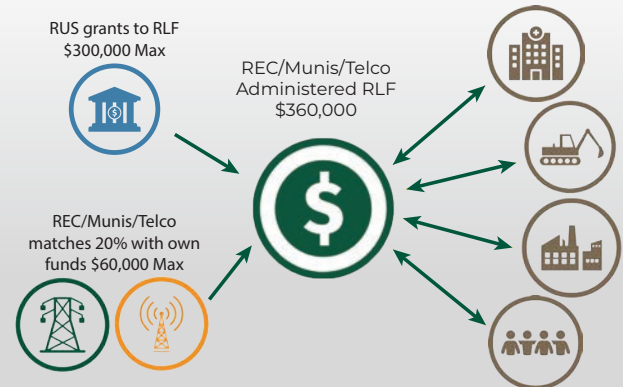 RUS grants to RLF
$300,000 Max
$
REC/Munis/Telco
Administered RLF
$360,000
$
REC/Munis/Telco
matches 20% with own
funds $60,000 Max